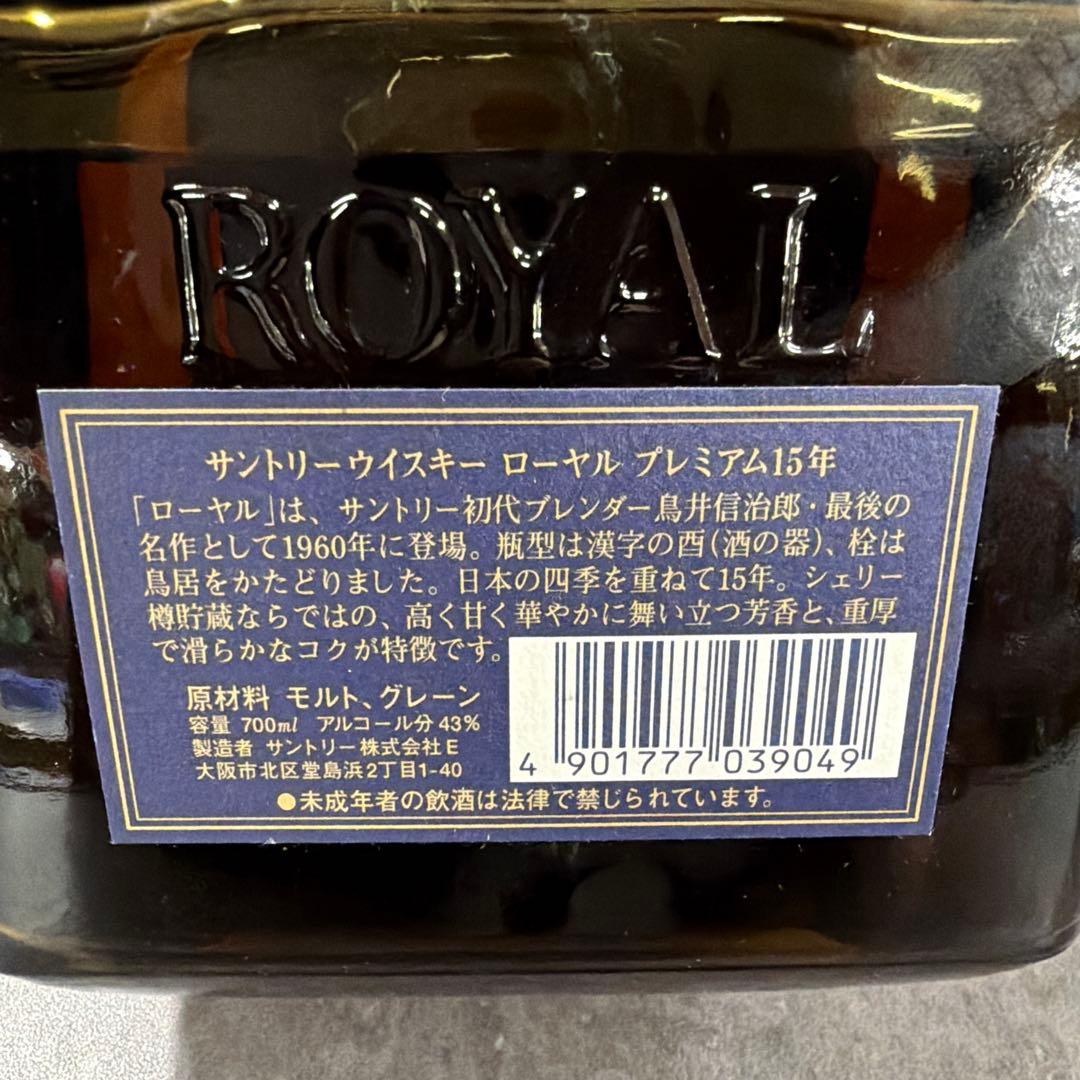 ROYAL
サントリーウイスキー ローヤル プレミアム15年
「ローヤル」は、サントリー初代ブレンダー鳥井信治郎・最後の
名作として1960年に登場。瓶型は漢字の酉(酒の器)、栓は
鳥居をかたどりました。日本の四季を重ねて15年。シェリー
樽貯蔵ならではの、高く甘く華やかに舞い立つ芳香と、重厚
で滑らかなコクが特徴です。
原材料 モルト、グレーン
容量 700ml アルコール分43%
製造者 サントリー株式会社E
大阪市北区堂島浜2丁目1-40
4 901777 039049
●未成年者の飲酒は法律で禁じられています。